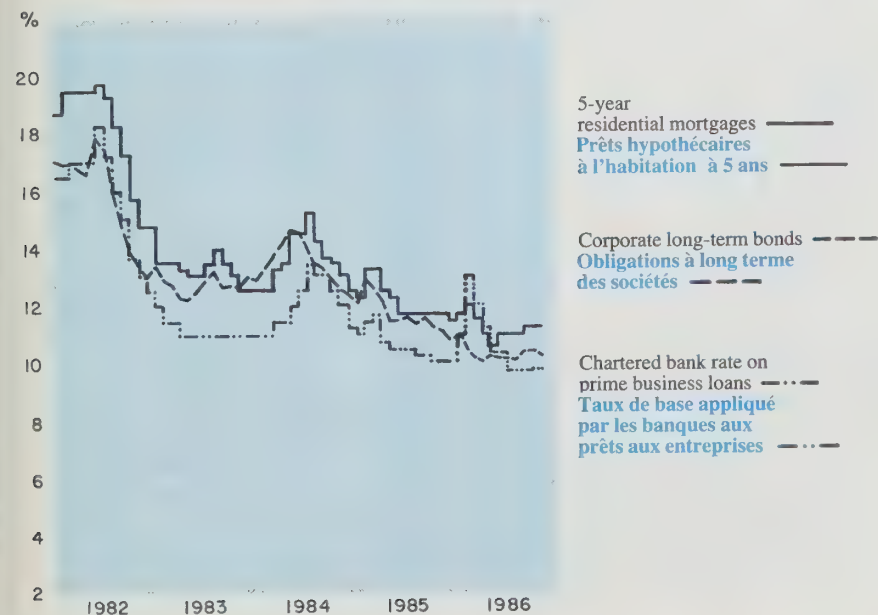 %
20
18
16
14
12
10
8
6
4
2
1982 1983 1984 1985 1986
5-year
residential mortgages
Prêts hypothécaires
à l'habitation à 5 ans
Corporate long-term bonds
Obligations à long terme
des sociétés
Chartered bank rate on
prime business loans
Taux de base appliqué
par les banques aux
prêts aux entreprises